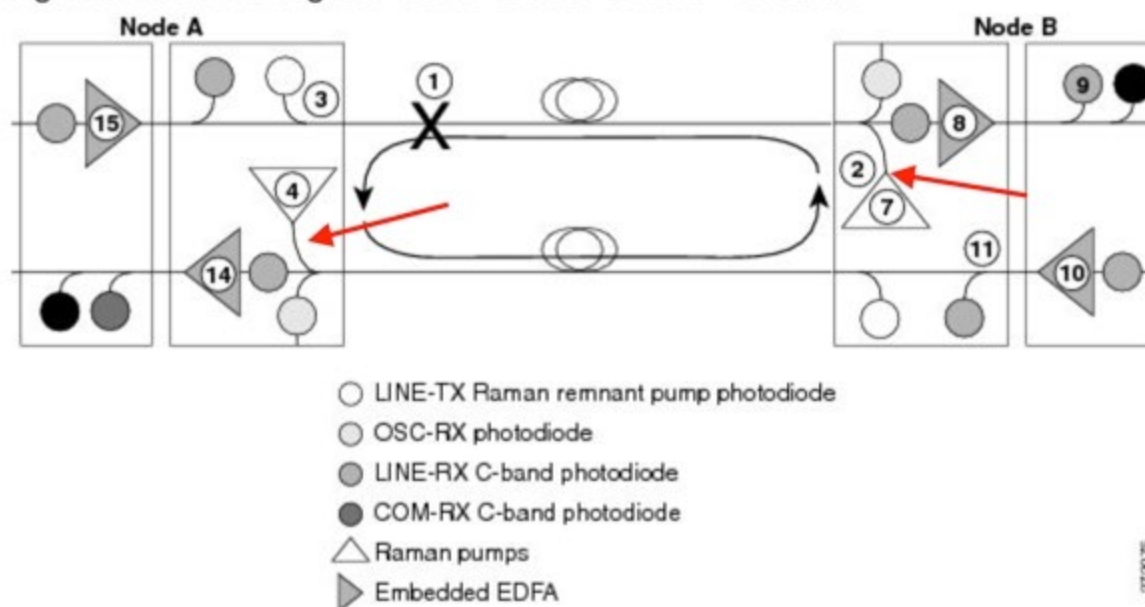 Node A
Node B
1
3
15
9
8
2
4
7
11
14
10
LINE-TX Raman remnant pump photodiode
OSC-RX photodiode
LINE-RX C-band photodiode
COM-RX C-band photodiode
Raman pumps
Embedded EDFA